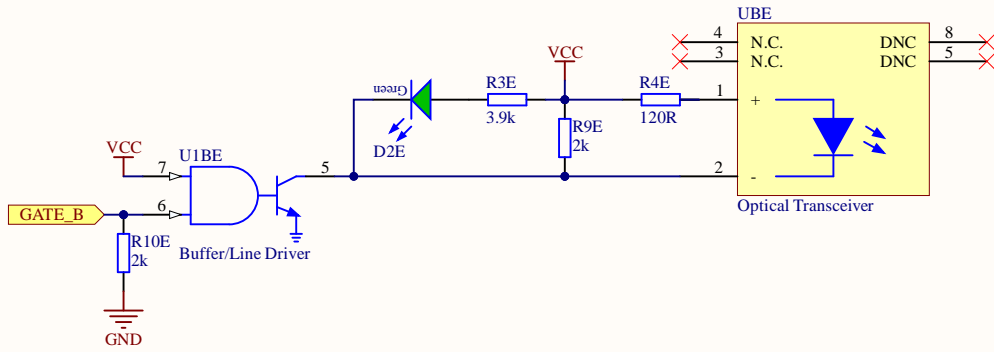 UBE
4 N.C. DNC 8
3 N.C. DNC 5
VCC
Green
R3E
3.9k
R4E
120R
1 +
D2E
R9E
2k
VCC
U1BE
7
5
2 -
GATE_B
6
Optical Transceiver
R10E
2k
Buffer/Line Driver
GND